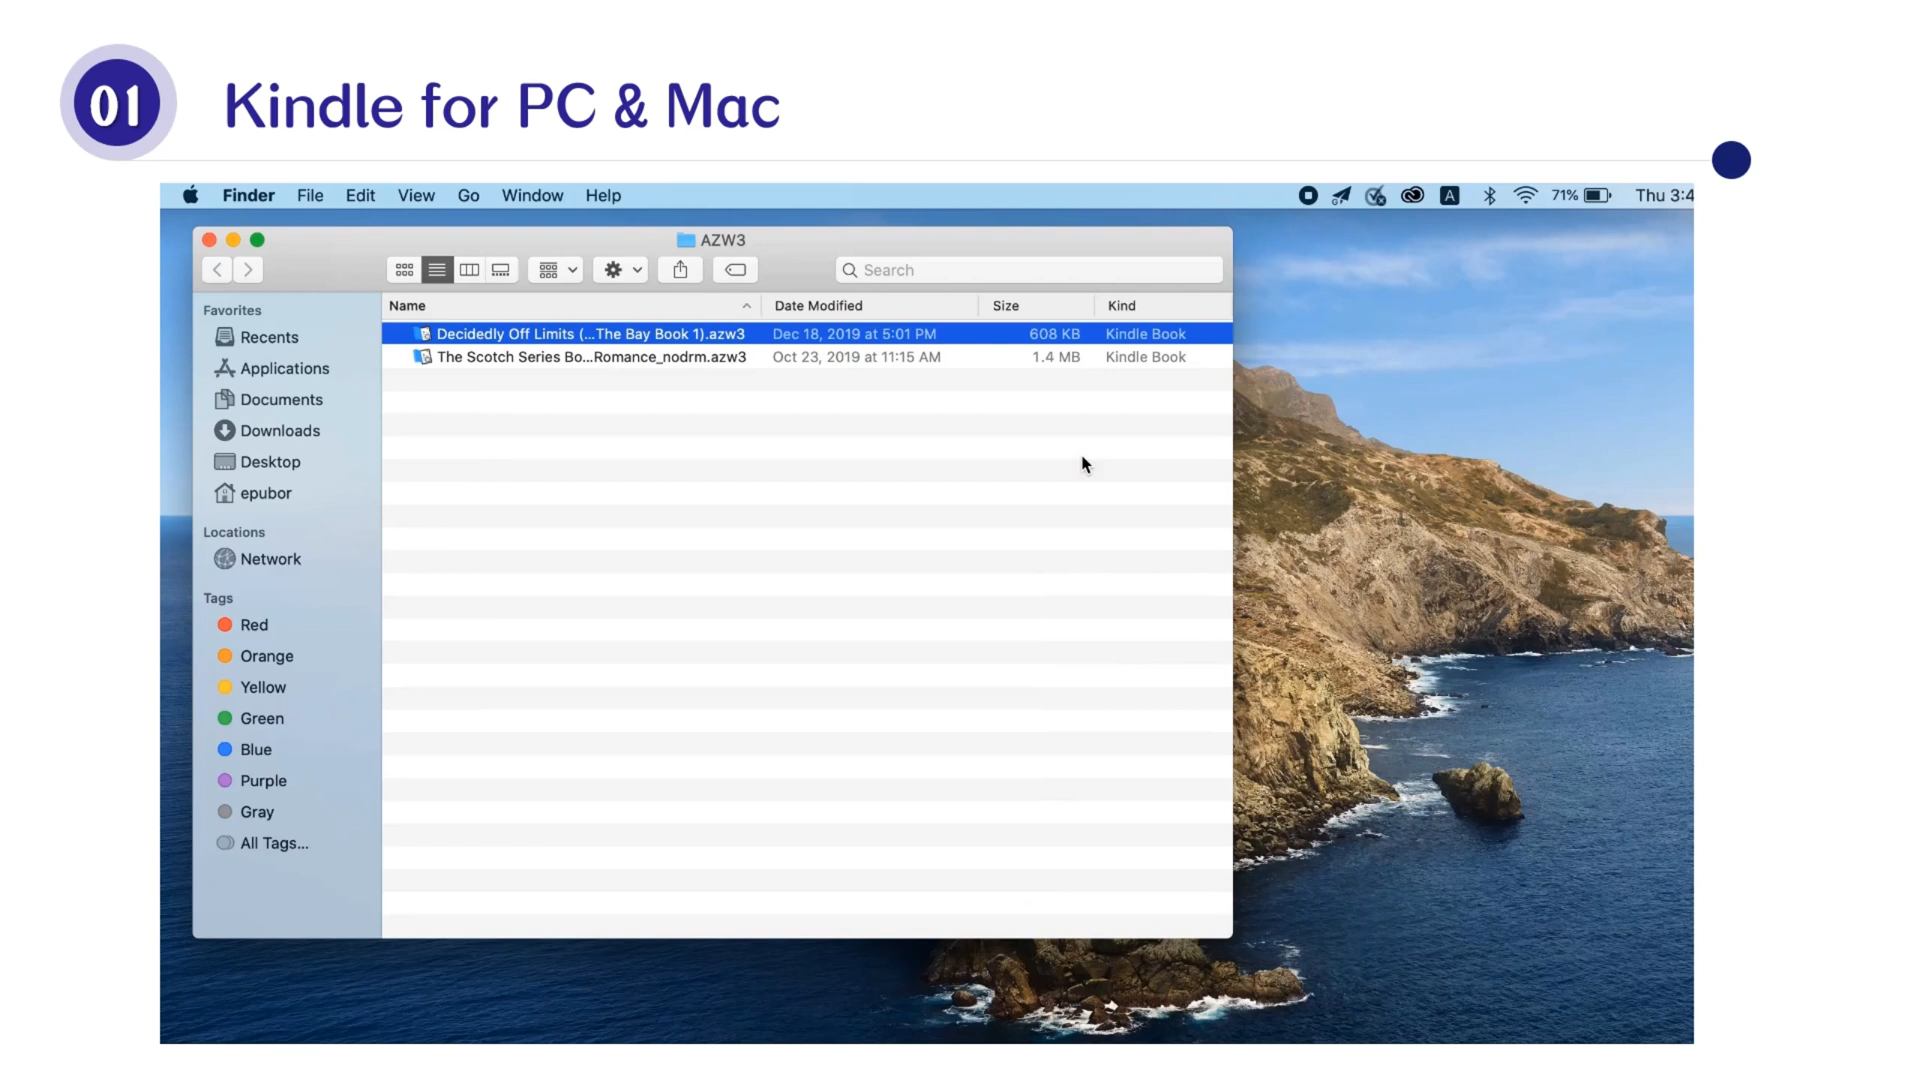 01 Kindle for PC & Mac
Finder File Edit View Go Window Help A 71% Thu 3:4
AZW3
Search
Favorites
Recents
Applications
Documents
Downloads
Desktop
epubor
Locations
Network
Tags
Red
Orange
Yellow
Green
Blue
Purple
Gray
All Tags...
Name Date Modified Size Kind
Decidedly Off Limits (...The Bay Book 1).azw3 Dec 18, 2019 at 5:01 PM 608 KB Kindle Book
The Scotch Series Bo...Romance_nodrm.azw3 Oct 23, 2019 at 11:15 AM 1.4 MB Kindle Book